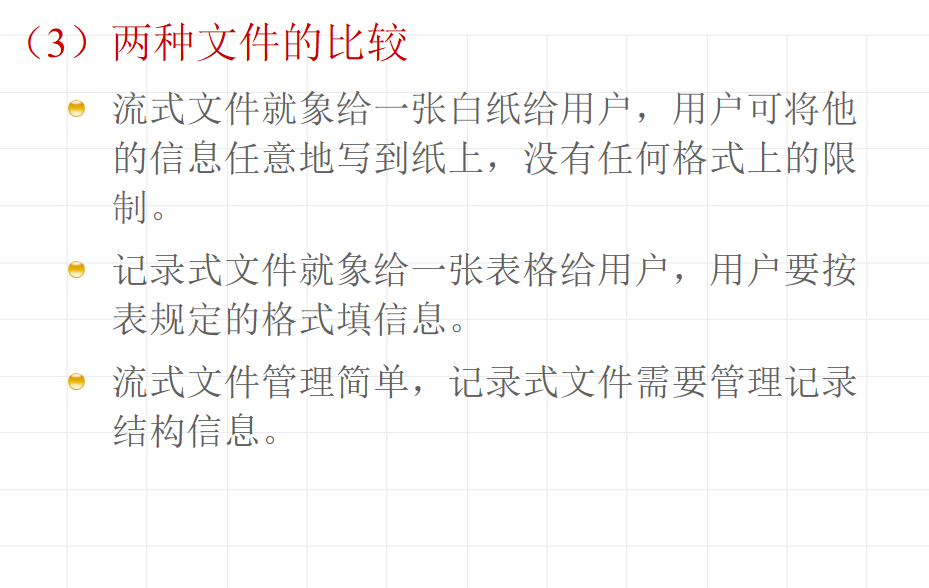 （3）两种文件的比较
流式文件就象给一张白纸给用户，用户可将他
的信息任意地写到纸上，没有任何格式上的限
制。
记录式文件就象给一张表格给用户，用户要按
表规定的格式填信息。
流式文件管理简单，记录式文件需要管理记录
结构信息。